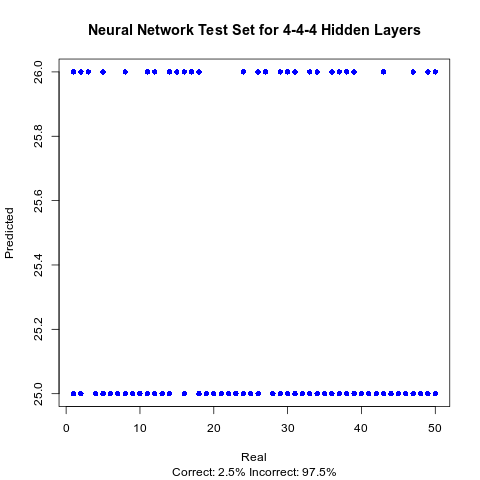 Neural Network Test Set for 4-4-4 Hidden Layers
26.0
25.8
25.6
25.4
25.2
25.0
Predicted
0 10 20 30 40 50
Real
Correct: 2.5% Incorrect: 97.5%